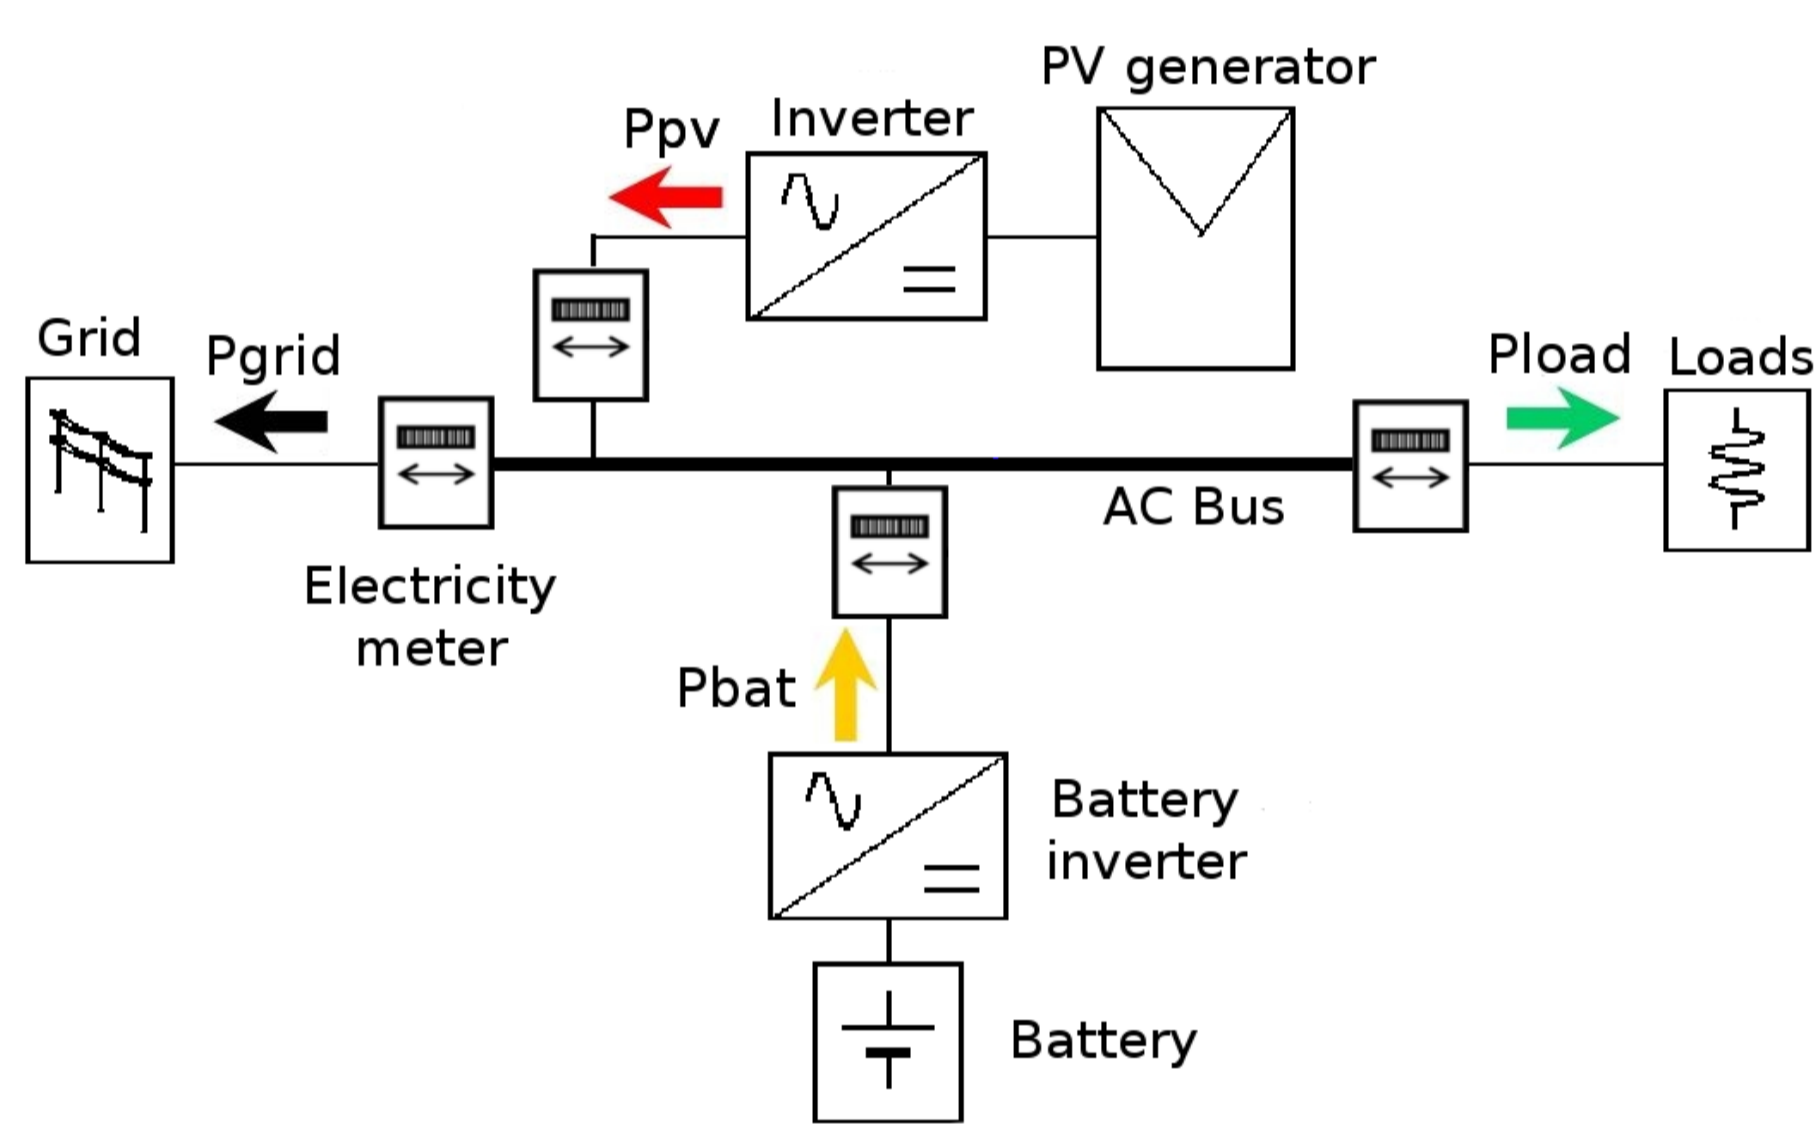 PV generator
Inverter
Ppv
Grid
Pgrid
Pload
Loads
AC Bus
Electricity
meter
Pbat
Battery
inverter
Battery